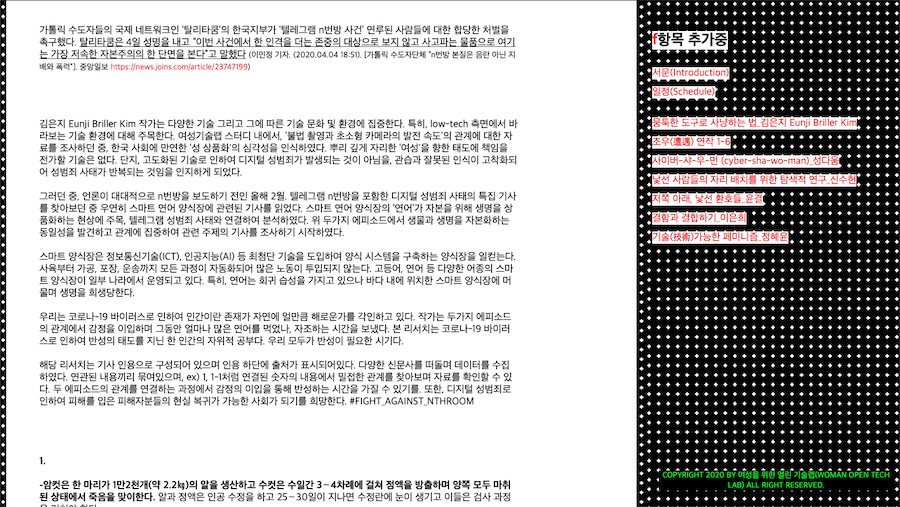 가톨릭 수도자들의 국제 네트워크인 '탈리타쿰'의 한국지부가 '텔레그램 n번방 사건' 연루된 사람들에 대한 합당한 처벌을
촉구했다. 탈리타쿰은 4일 성명을 내고 "이번 사건에서 한 인격을 더는 존중의 대상으로 보지 않고 사고파는 물품으로 여기
는 가장 저속한 자본주의의 한 단면을 본다"고 말했다 (이민정 기자. (2020.04.04 18:51). [가톨릭 수도자단체 "n번방 본질은 음란 아닌 지
배와 폭력"]. 중앙일보 https://news.joins.com/article/23747199)
김은지 Eunji Briller Kim 작가는 다양한 기술 그리고 그에 따른 기술 문화 및 환경에 집중한다. 특히, low-tech 측면에서 바
라보는 기술 환경에 대해 주목한다. 여성기술랩 스터디 내에서, '불법 촬영과 초소형 카메라의 발전 속도'의 관계에 대한 자
료를 조사하던 중, 한국 사회에 만연한 '성 상품화'의 심각성을 인식하였다. 뿌리 깊게 자리한 '여성'을 향한 태도에 책임을
전가할 기술은 없다. 단지, 고도화된 기술로 인하여 디지털 성범죄가 발생되는 것이 아님을, 관습과 잘못된 인식이 고착화되
어 성범죄 사태가 반복되는 것임을 인지하게 되었다.
그러던 중, 언론이 대대적으로 n번방을 보도하기 전인 올해 2월, 텔레그램 n번방을 포함한 디지털 성범죄 사태의 특집 기사
를 찾아보던 중 우연히 스마트 연어 양식장에 관련된 기사를 읽었다. 스마트 연어 양식장의 '연어'가 자본을 위해 생명을 상
품화하는 현상에 주목, 텔레그램 성범죄 사태와 연결하여 분석하였다. 위 두가지 에피소드에서 생물과 생명을 자본화하는
동일성을 발견하고 관계에 집중하여 관련 주제의 기사를 조사하기 시작하였다.
스마트 양식장은 정보통신기술(ICT), 인공지능(AI) 등 최첨단 기술을 도입하여 양식 시스템을 구축하는 양식장을 일컫는다.
사육부터 가공, 포장, 운송까지 모든 과정이 자동화되어 많은 노동이 투입되지 않는다. 고등어, 연어 등 다양한 어종의 스마
트 양식장이 일부 나라에서 운영되고 있다. 특히, 연어는 회귀 습성을 가지고 있으나 바다 내에 위치한 스마트 양식장에 머
물며 생명을 희생당한다.
우리는 코로나-19 바이러스로 인하여 인간이란 존재가 자연에 얼만큼 해로운가를 각인하고 있다. 작가는 두가지 에피소드
의 관계에서 감정을 이입하며 그동안 얼마나 많은 연어를 먹었나, 자조하는 시간을 보냈다. 본 리서치는 코로나-19 바이러
스로 인하여 반성의 태도를 지닌 한 인간의 자위적 공부다. 우리 모두가 반성이 필요한 시기다.
해당 리서치는 기사 인용으로 구성되어 있으며 인용 하단에 출처가 표시되어있다. 다양한 신문사를 떠돌며 데이터를 수집
하였다. 연관된 내용끼리 묶여있으며, ex) 1, 1-1처럼 연결된 숫자의 내용에서 밀접한 관계를 찾아보며 자료를 확인할 수 있
다. 두 에피소드의 관계를 연결하는 과정에서 감정의 이입을 통해 반성하는 시간을 가질 수 있기를. 또한, 디지털 성범죄로
인하여 피해를 입은 피해자분들의 현실 복귀가 가능한 사회가 되기를 희망한다. #FIGHT_AGAINST_NTHROOM
1.
-암컷은 한 마리가 1만2천개(약 2.2㎏)의 알을 생산하고 수컷은 수일간 3～4차례에 걸쳐 정액을 방출하며 양쪽 모두 마취
된 상태에서 죽음을 맞이한다. 알과 정액은 인공 수정을 하고 25～30일이 지나면 수정란에 눈이 생기고 이들은 검사 과정
f항목 추가중
서문(Introduction)
일정(Schedule)
뭉툭한 도구로 사냥하는 법_김은지 Eunji Briller Kim
조우(遭遇) 연작 1-6
사이버-샤-우-먼 (cyber-sha-wo-man)_성다움
낯선 사람들의 자리 배치를 위한 탐색적 연구_신수현
저쪽 아래, 낯선 환호들_윤결
결함과 결합하기_이은희
기술(技術)가능한 페미니즘_정혜윤
COPYRIGHT 2020 BY 여성을 위한 열린 기술랩(WOMAN OPEN TECH
LAB) ALL RIGHT RESERVED.